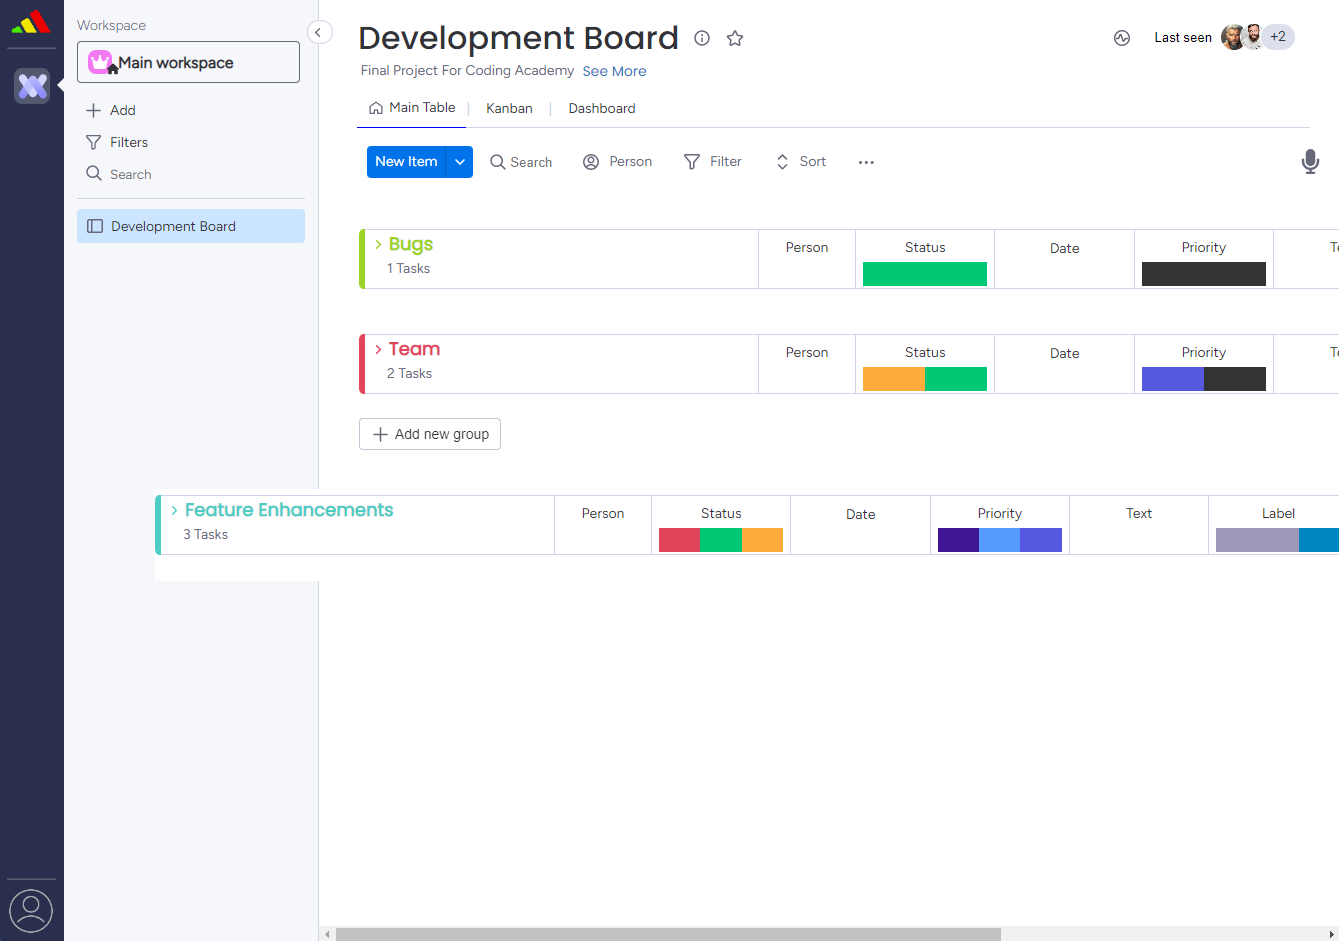 Workspace
Main workspace
Add
Filters
Search
Development Board
Development Board
Final Project For Coding Academy See More
Last seen +2
Main Table Kanban Dashboard
New Item Search Person Filter Sort
Bugs
1 Tasks
Person Status Date Priority
Team
2 Tasks
Person Status Date Priority
Add new group
Feature Enhancements
3 Tasks
Person Status Date Priority Text Label